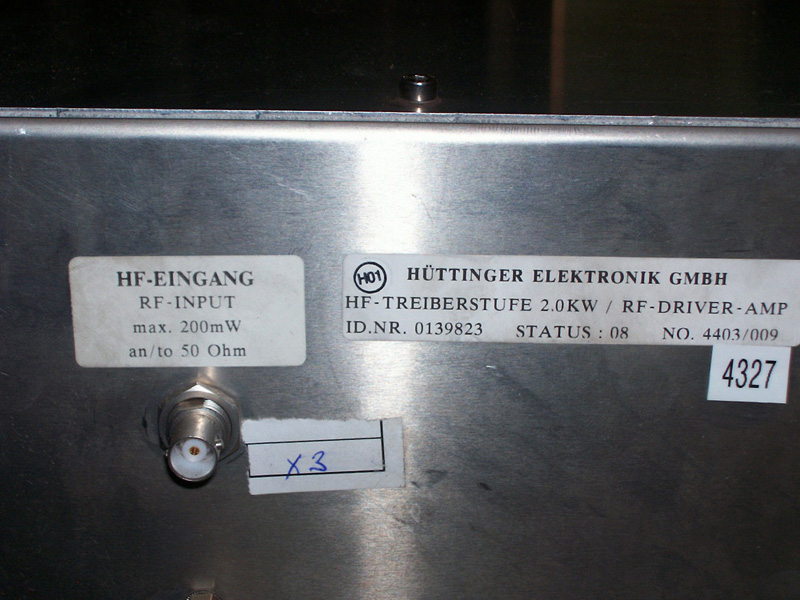 HF-EINGANG
RF-INPUT
max. 200mW
an/to 50 Ohm
H01
HÜTTINGER ELEKTRONIK GMBH
HF-TREIBERSTUFE 2.0KW / RF-DRIVER-AMP
ID.NR. 0139823 STATUS : 08 NO. 4403/009
4327
X3